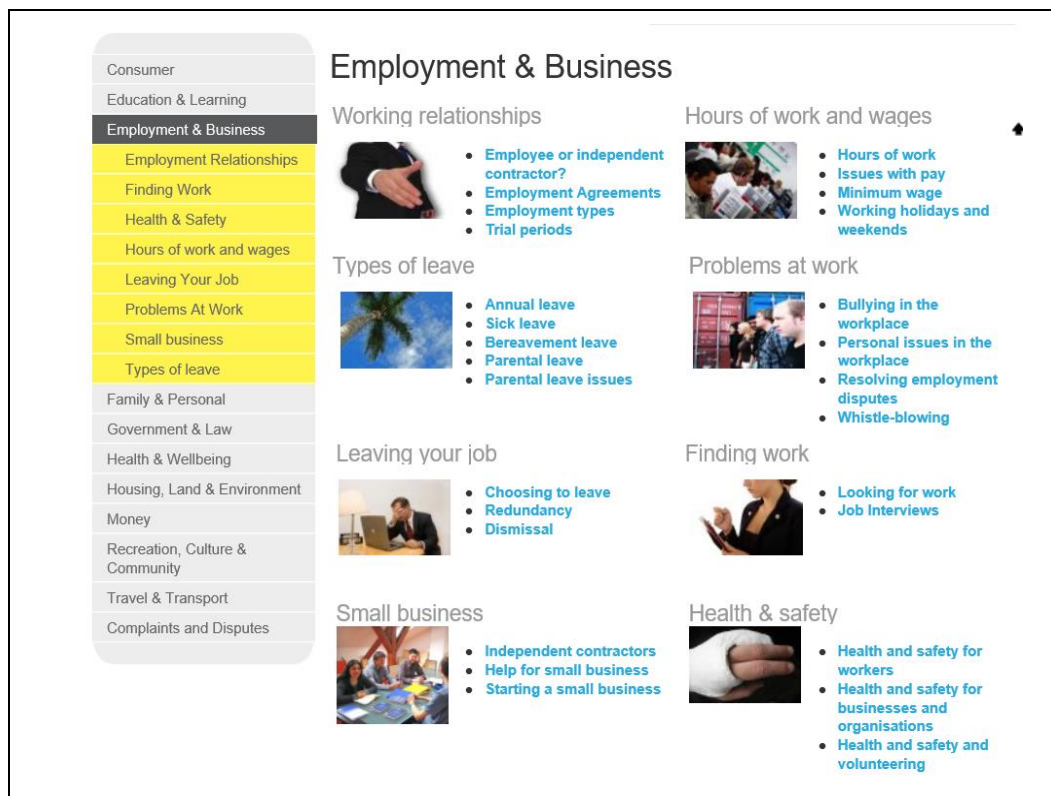 Consumer
Education & Learning
Employment & Business
Employment Relationships
Finding Work
Health & Safety
Hours of work and wages
Leaving Your Job
Problems At Work
Small business
Types of leave
Family & Personal
Government & Law
Health & Wellbeing
Housing, Land & Environment
Money
Recreation, Culture &
Community
Travel & Transport
Complaints and Disputes
Employment & Business
Working relationships
Employee or independent
contractor?
Employment Agreements
Employment types
Trial periods
Hours of work and wages
Hours of work
Issues with pay
Minimum wage
Working holidays and
weekends
Types of leave
Annual leave
Sick leave
Bereavement leave
Parental leave
Parental leave issues
Problems at work
Bullying in the
workplace
Personal issues in the
workplace
Resolving employment
disputes
Whistle-blowing
Leaving your job
Choosing to leave
Redundancy
Dismissal
Finding work
Looking for work
Job Interviews
Small business
Independent contractors
Help for small business
Starting a small business
Health & safety
Health and safety for
workers
Health and safety for
businesses and
organisations
Health and safety and
volunteering